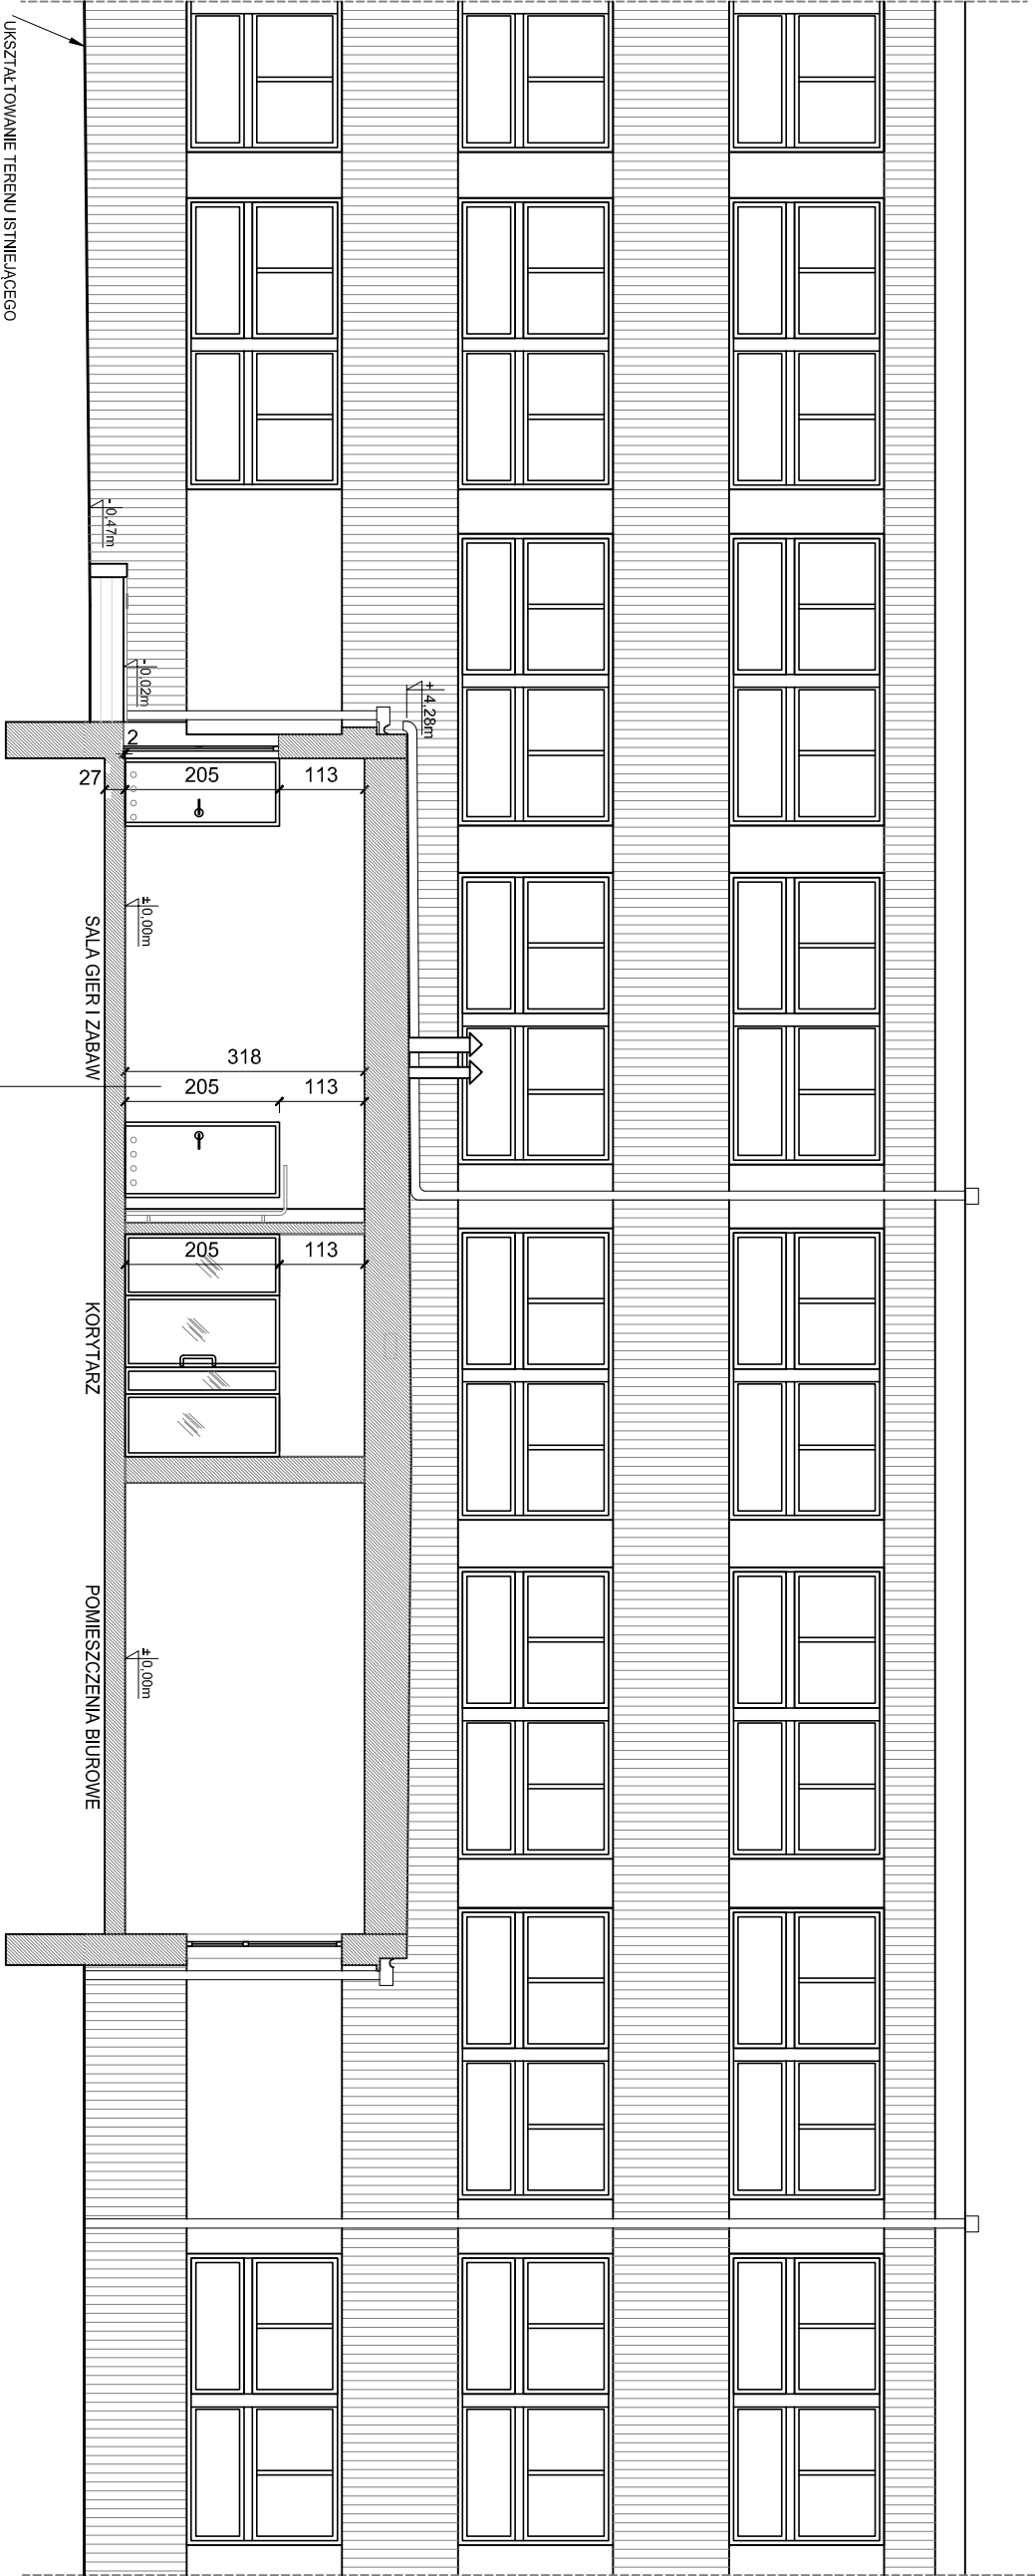 UKSZTAŁTOWANIE TERENU ISTNIEJĄCEGO
- 0,47m
- 0,02m
+ 4,28m
2
27
205
113
±0,00m
SALA GIER I ZABAW
318
205
113
205
113
KORYTARZ
±0,00m
POMIESZCZENIA BIUROWE